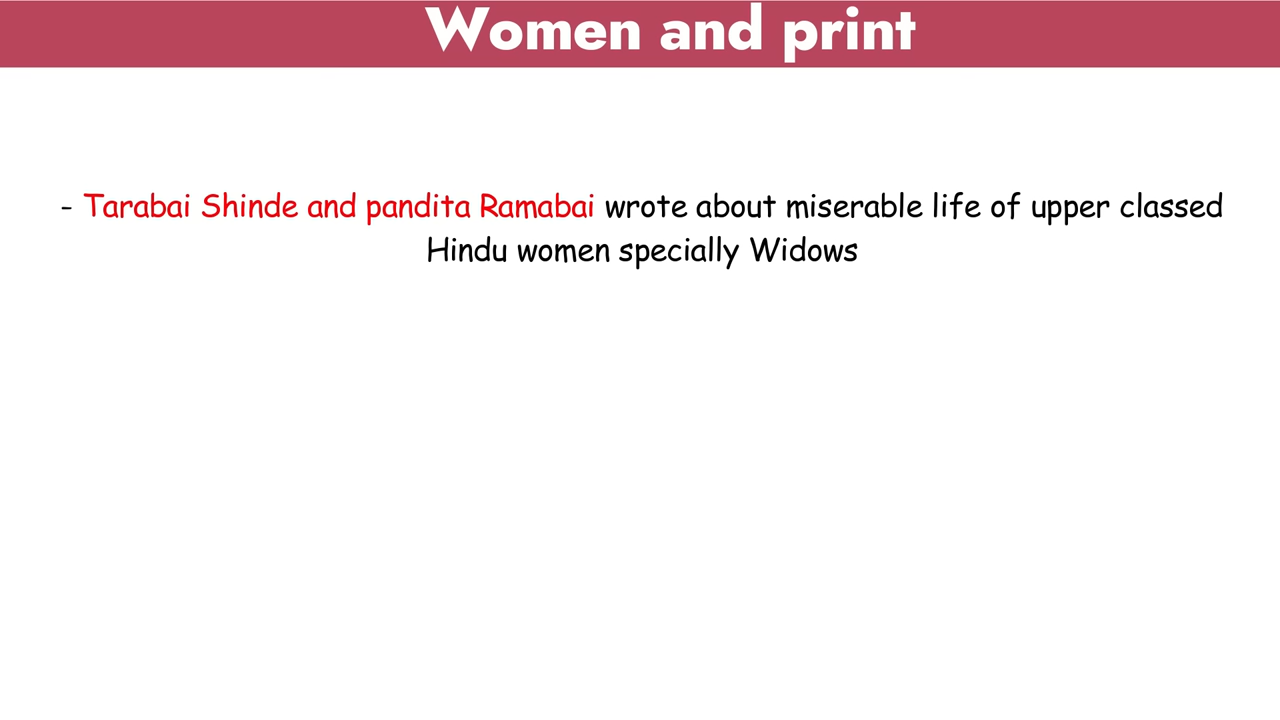 Women and print
- Tarabai Shinde and pandita Ramabai wrote about miserable life of upper classed
Hindu women specially Widows